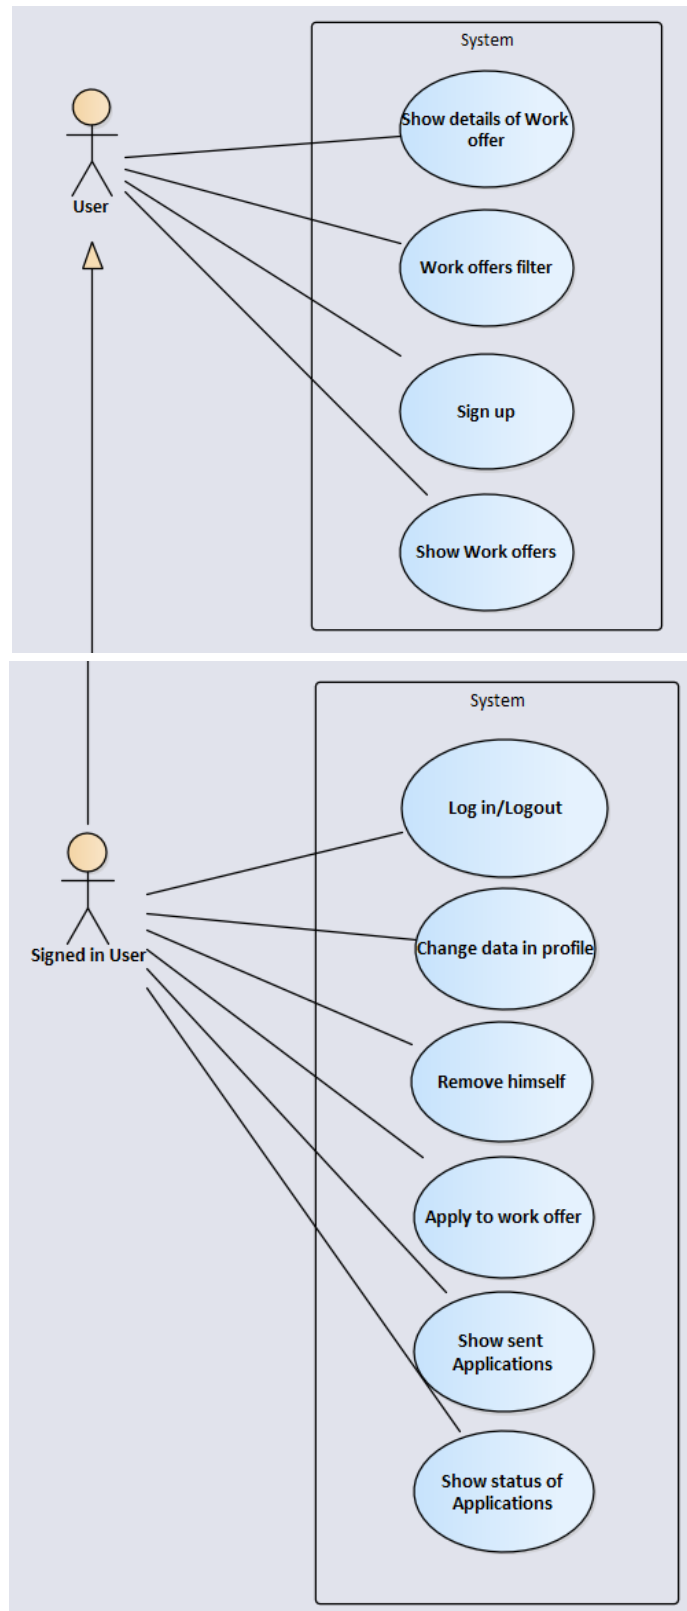 System
Show details of Work
offer
User
Work offers filter
Sign up
Show Work offers
System
Log in/Logout
Signed in User
Change data in profile
Remove himself
Apply to work offer
Show sent
Applications
Show status of
Applications